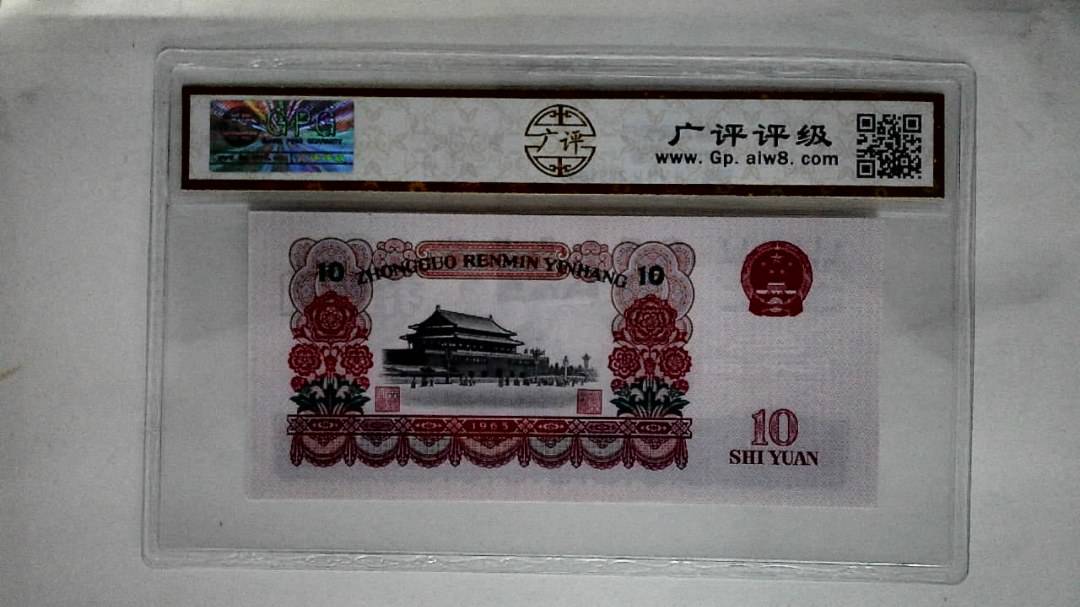 GPG
广评
广评评级
www. Gp. alw8. com
10 ZHONGGUO RENMIN YINHANG 10
1965
10
SHI YUAN